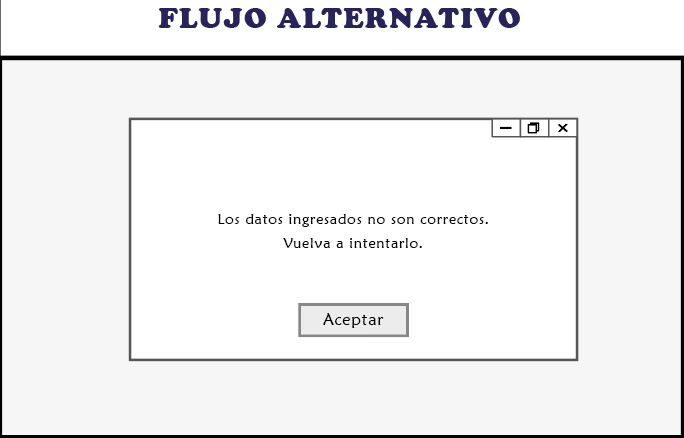 FLUJO ALTERNATIVO
Los datos ingresados no son correctos.
Vuelva a intentarlo.
Aceptar